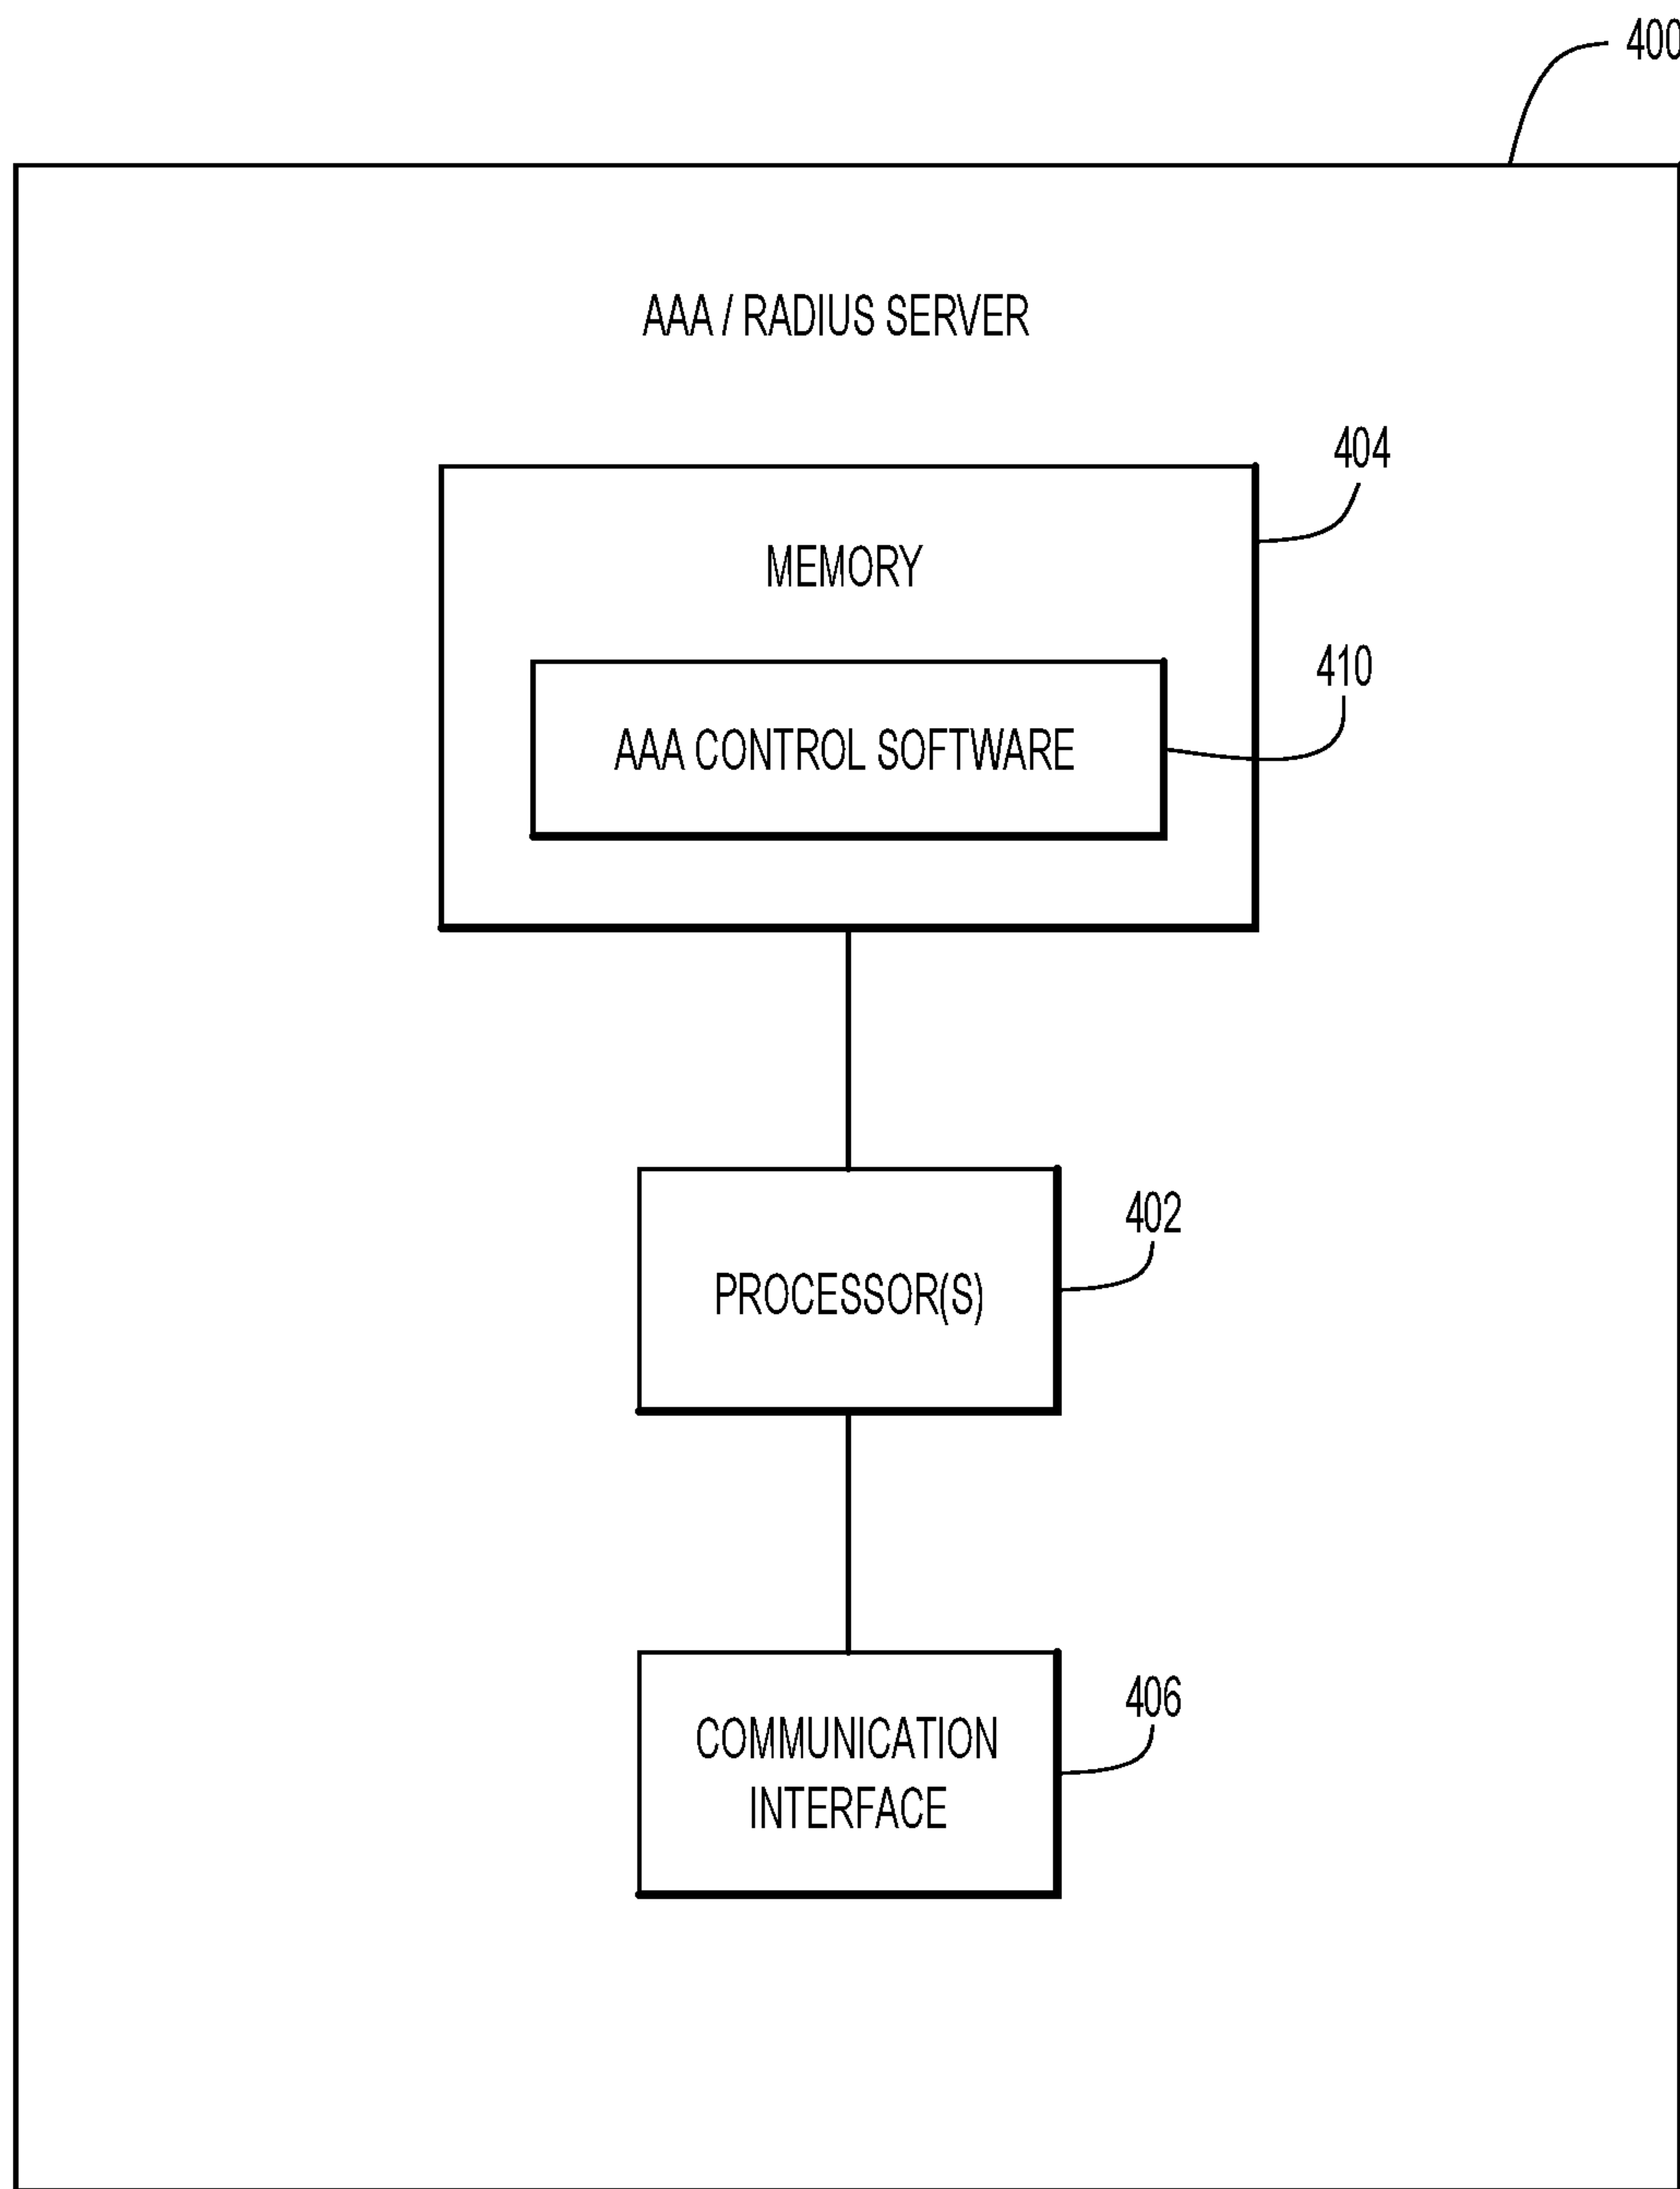 400
AAA / RADIUS SERVER
404
MEMORY
410
AAA CONTROL SOFTWARE
402
PROCESSOR(S)
406
COMMUNICATION
INTERFACE